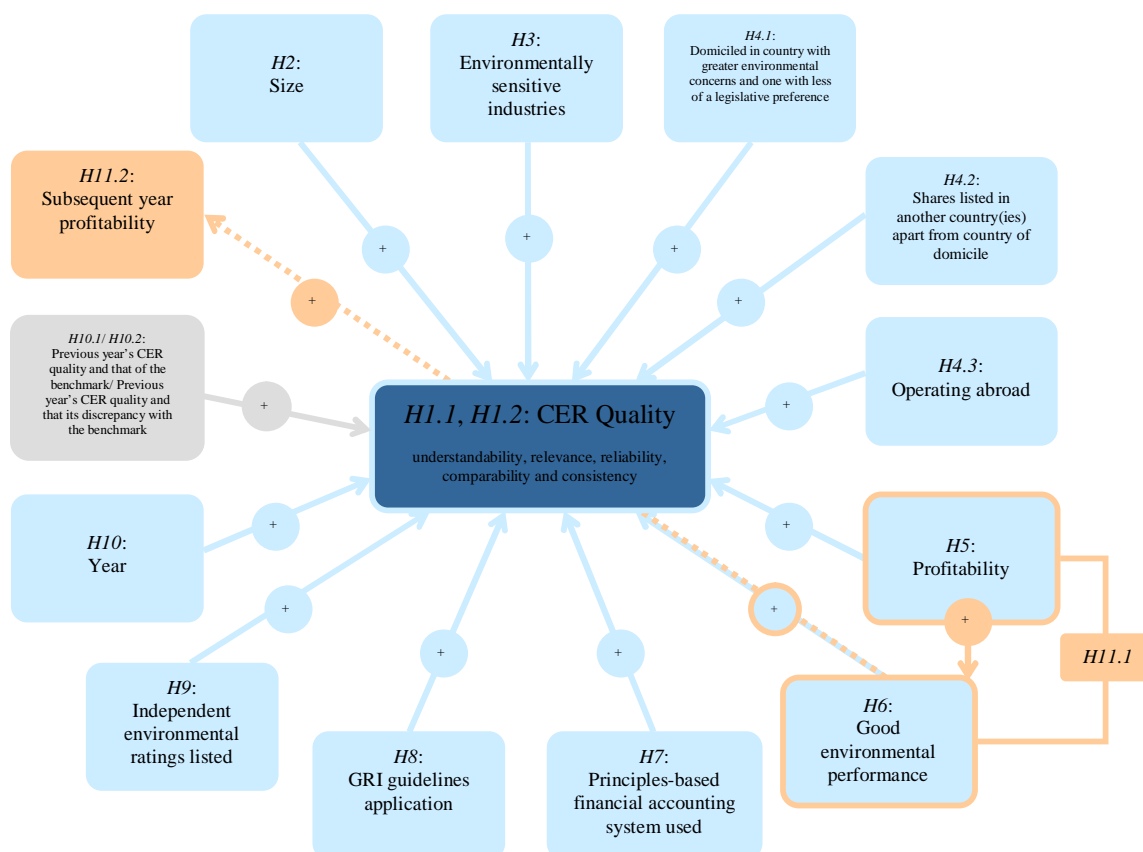 H2:
Size
H3:
Environmentally
sensitive
industries
H4.1:
Domiciled in country with
greater environmental
concerns and one with less
of a legislative preference
H11.2:
Subsequent year
profitability
H4.2:
Shares listed in
another country(ies)
apart from country of
domicile
+
+
+
+
+
H10.1/ H10.2:
Previous year's CER
quality and that of the
benchmark/ Previous
year's CER quality and
that its discrepancy with
the benchmark
+
H4.3:
Operating abroad
+
H1.1, H1.2: CER Quality
understandability, relevance, reliability,
comparability and consistency
H10:
Year
+
+
H5:
Profitability
+
+
+
H11.1
+
+
H9:
Independent
environmental
ratings listed
H6:
Good
environmental
performance
H8:
GRI guidelines
application
H7:
Principles-based
financial accounting
system used